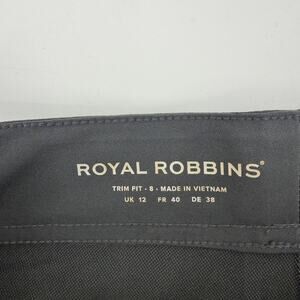 ROYAL ROBBINS®
TRIM FIT - 8 - MADE IN VIETNAM
UK 12 FR 40 DE 38